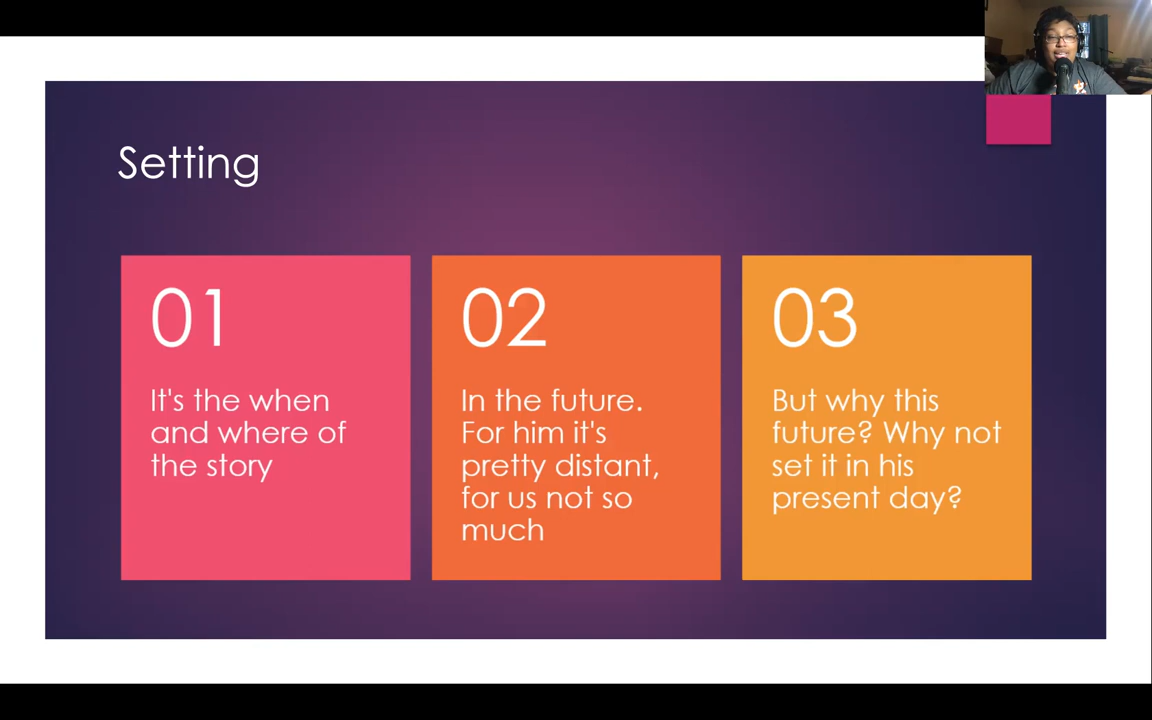 Setting
01
It's the when
and where of
the story
02
In the future.
For him it's
pretty distant,
for us not so
much
03
But why this
future? Why not
set it in his
present day?